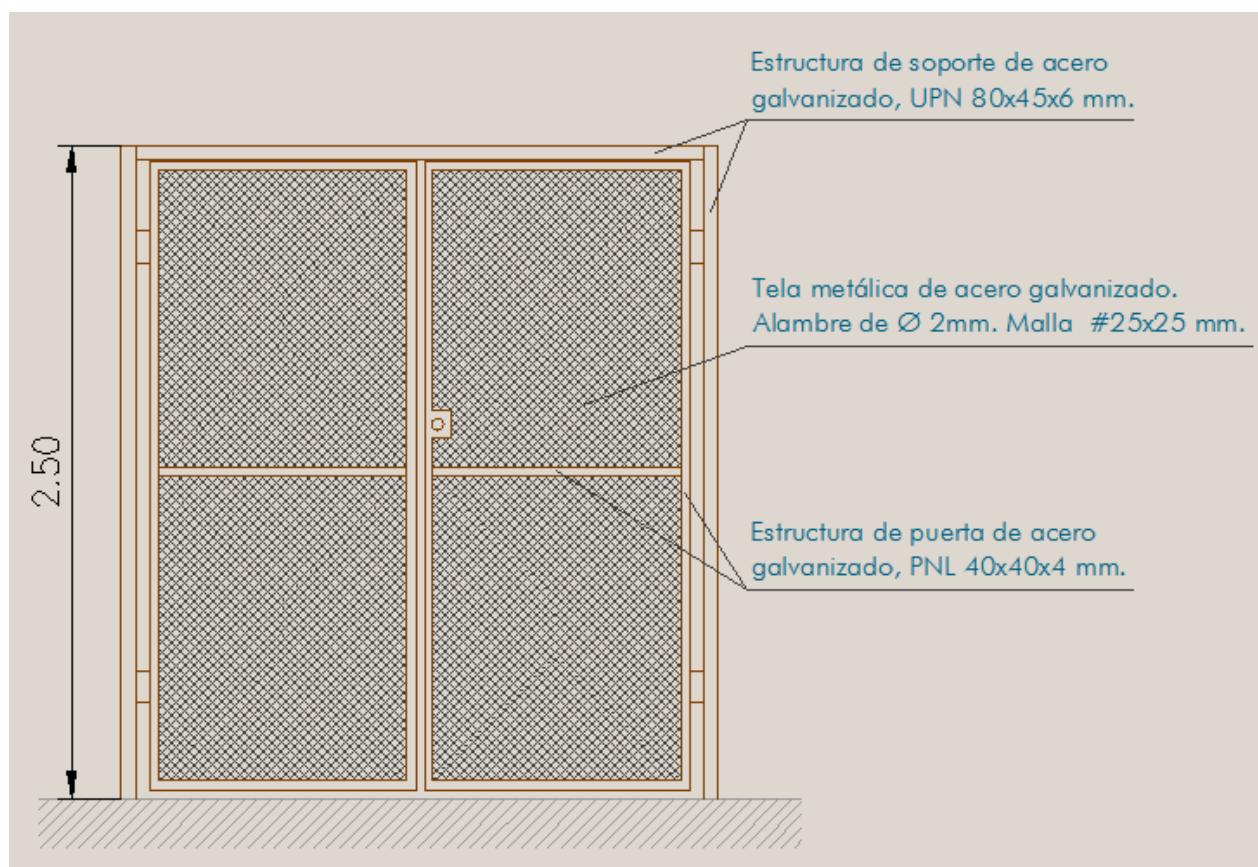 Estructura de soporte de acero
galvanizado, UPN 80x45x6 mm.
Tela metálica de acero galvanizado.
Alambre de Ø 2mm. Malla #25x25 mm.
2.50
Estructura de puerta de acero
galvanizado, PNL 40x40x4 mm.